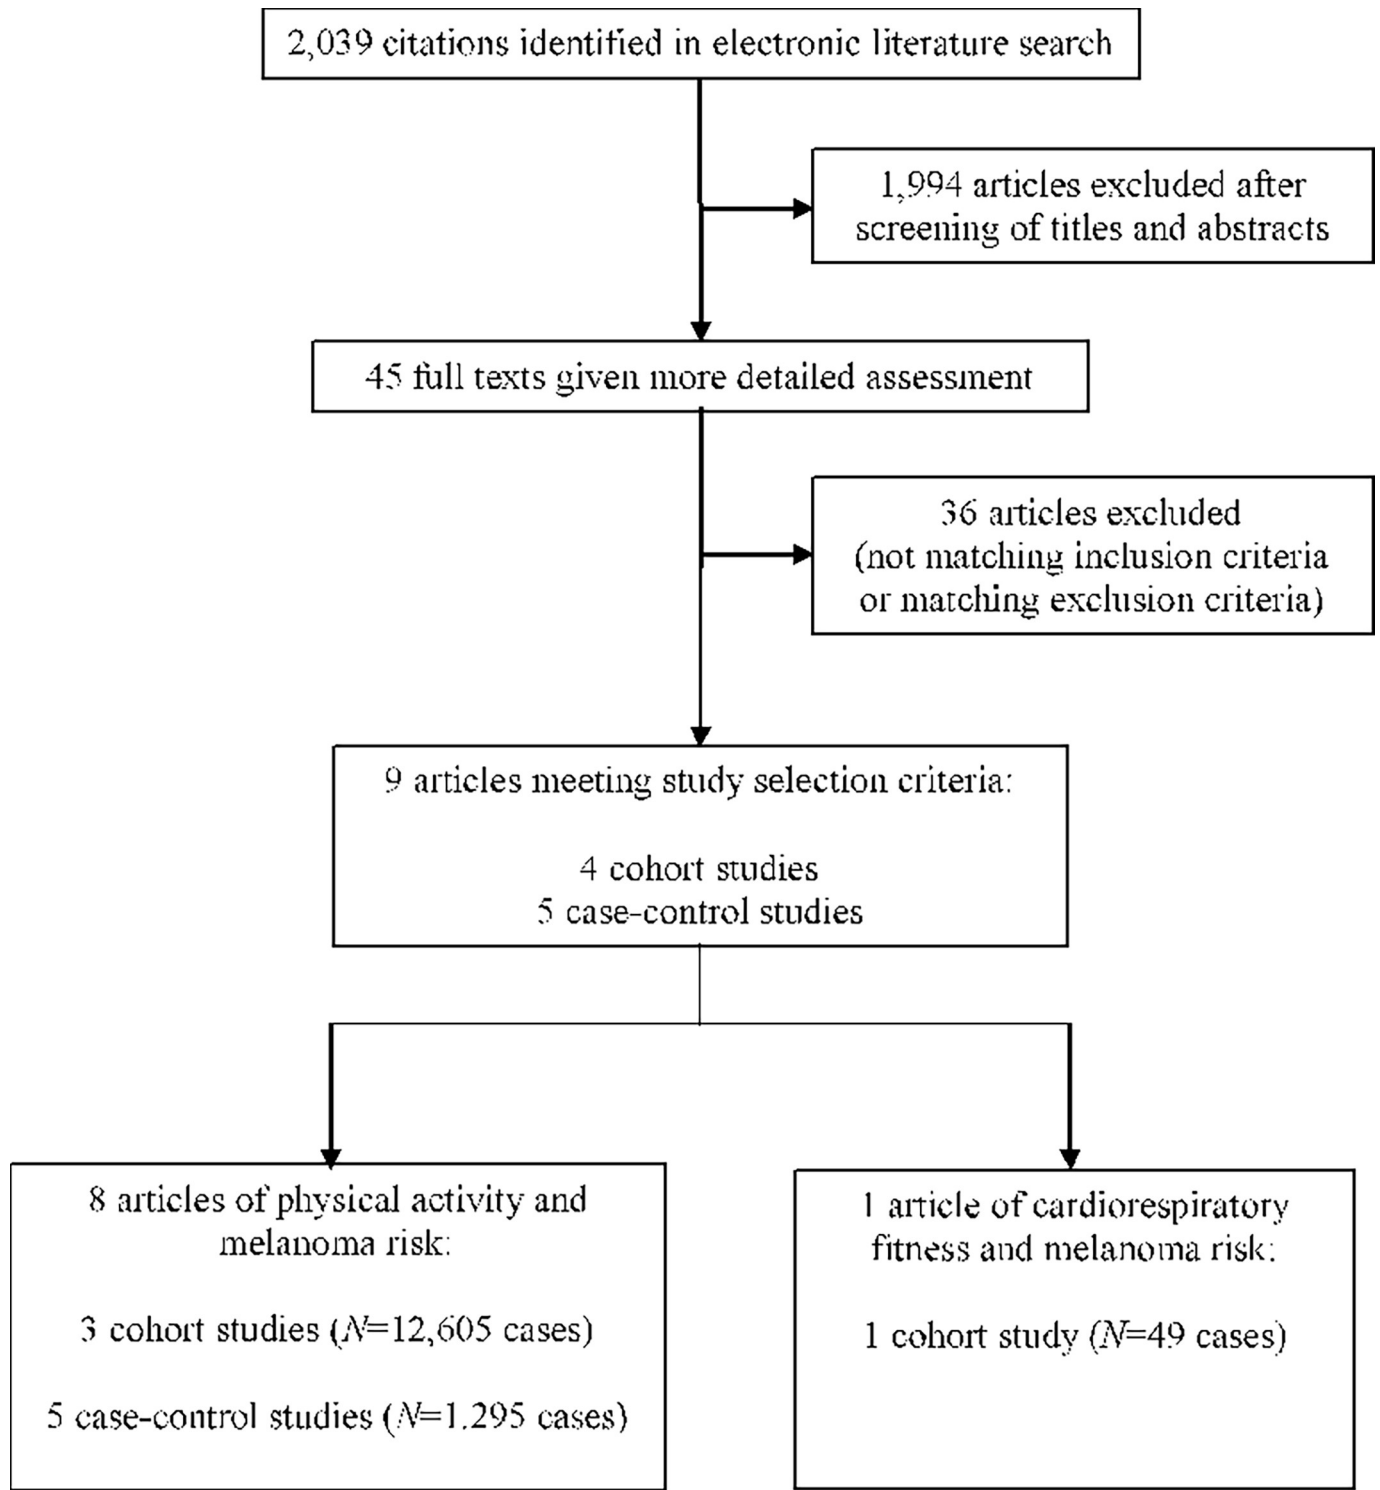 2,039 citations identified in electronic literature search
1,994 articles excluded after
screening of titles and abstracts
45 full texts given more detailed assessment
36 articles excluded
(not matching inclusion criteria
or matching exclusion criteria)
9 articles meeting study selection criteria:
4 cohort studies
5 case-control studies
8 articles of physical activity and
melanoma risk:
3 cohort studies (N=12,605 cases)
5 case-control studies (N=1.295 cases)
1 article of cardiorespiratory
fitness and melanoma risk:
1 cohort study (N=49 cases)